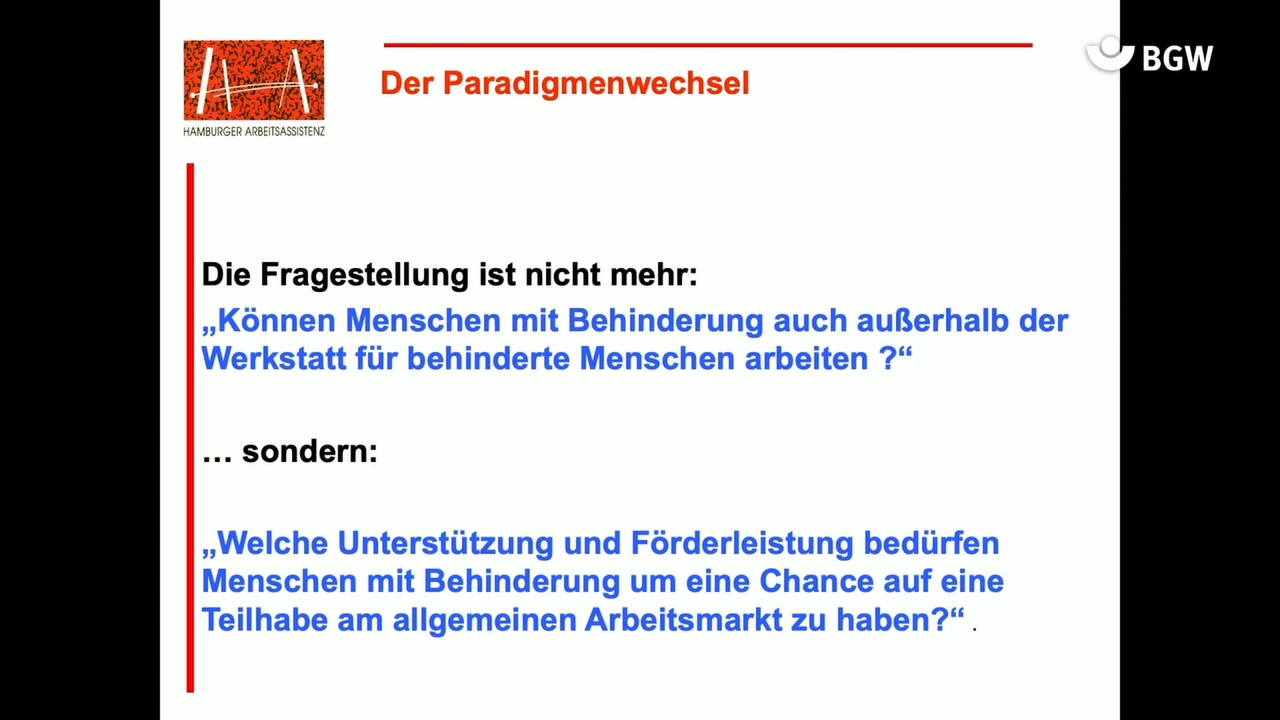 BGW
Der Paradigmenwechsel
HAMBURGER ARBEITSASSISTENZ
Die Fragestellung ist nicht mehr:
„Können Menschen mit Behinderung auch außerhalb der
Werkstatt für behinderte Menschen arbeiten ?“
… sondern:
„Welche Unterstützung und Förderleistung bedürfen
Menschen mit Behinderung um eine Chance auf eine
Teilhabe am allgemeinen Arbeitsmarkt zu haben?“ .